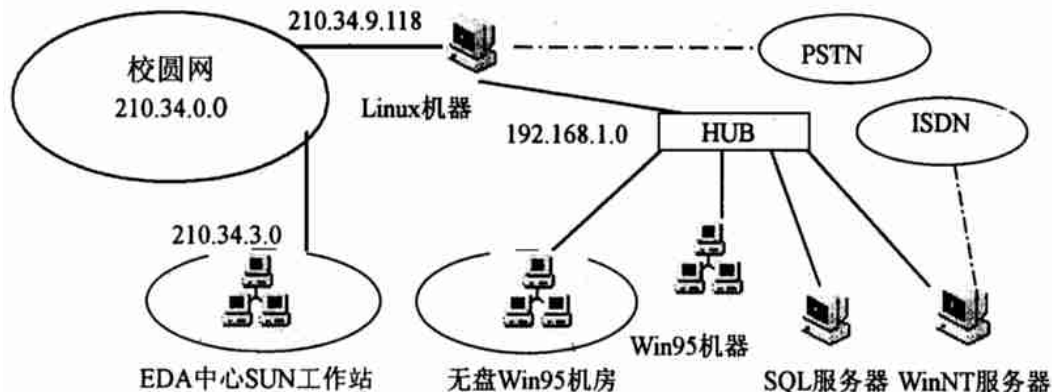 210.34.9.118
校圆网
210.34.0.0
PSTN
Linux机器
192.168.1.0
HUB
ISDN
210.34.3.0
Win95机器
EDA中心SUN工作站
无盘Win95机房
SQL服务器
WinNT服务器